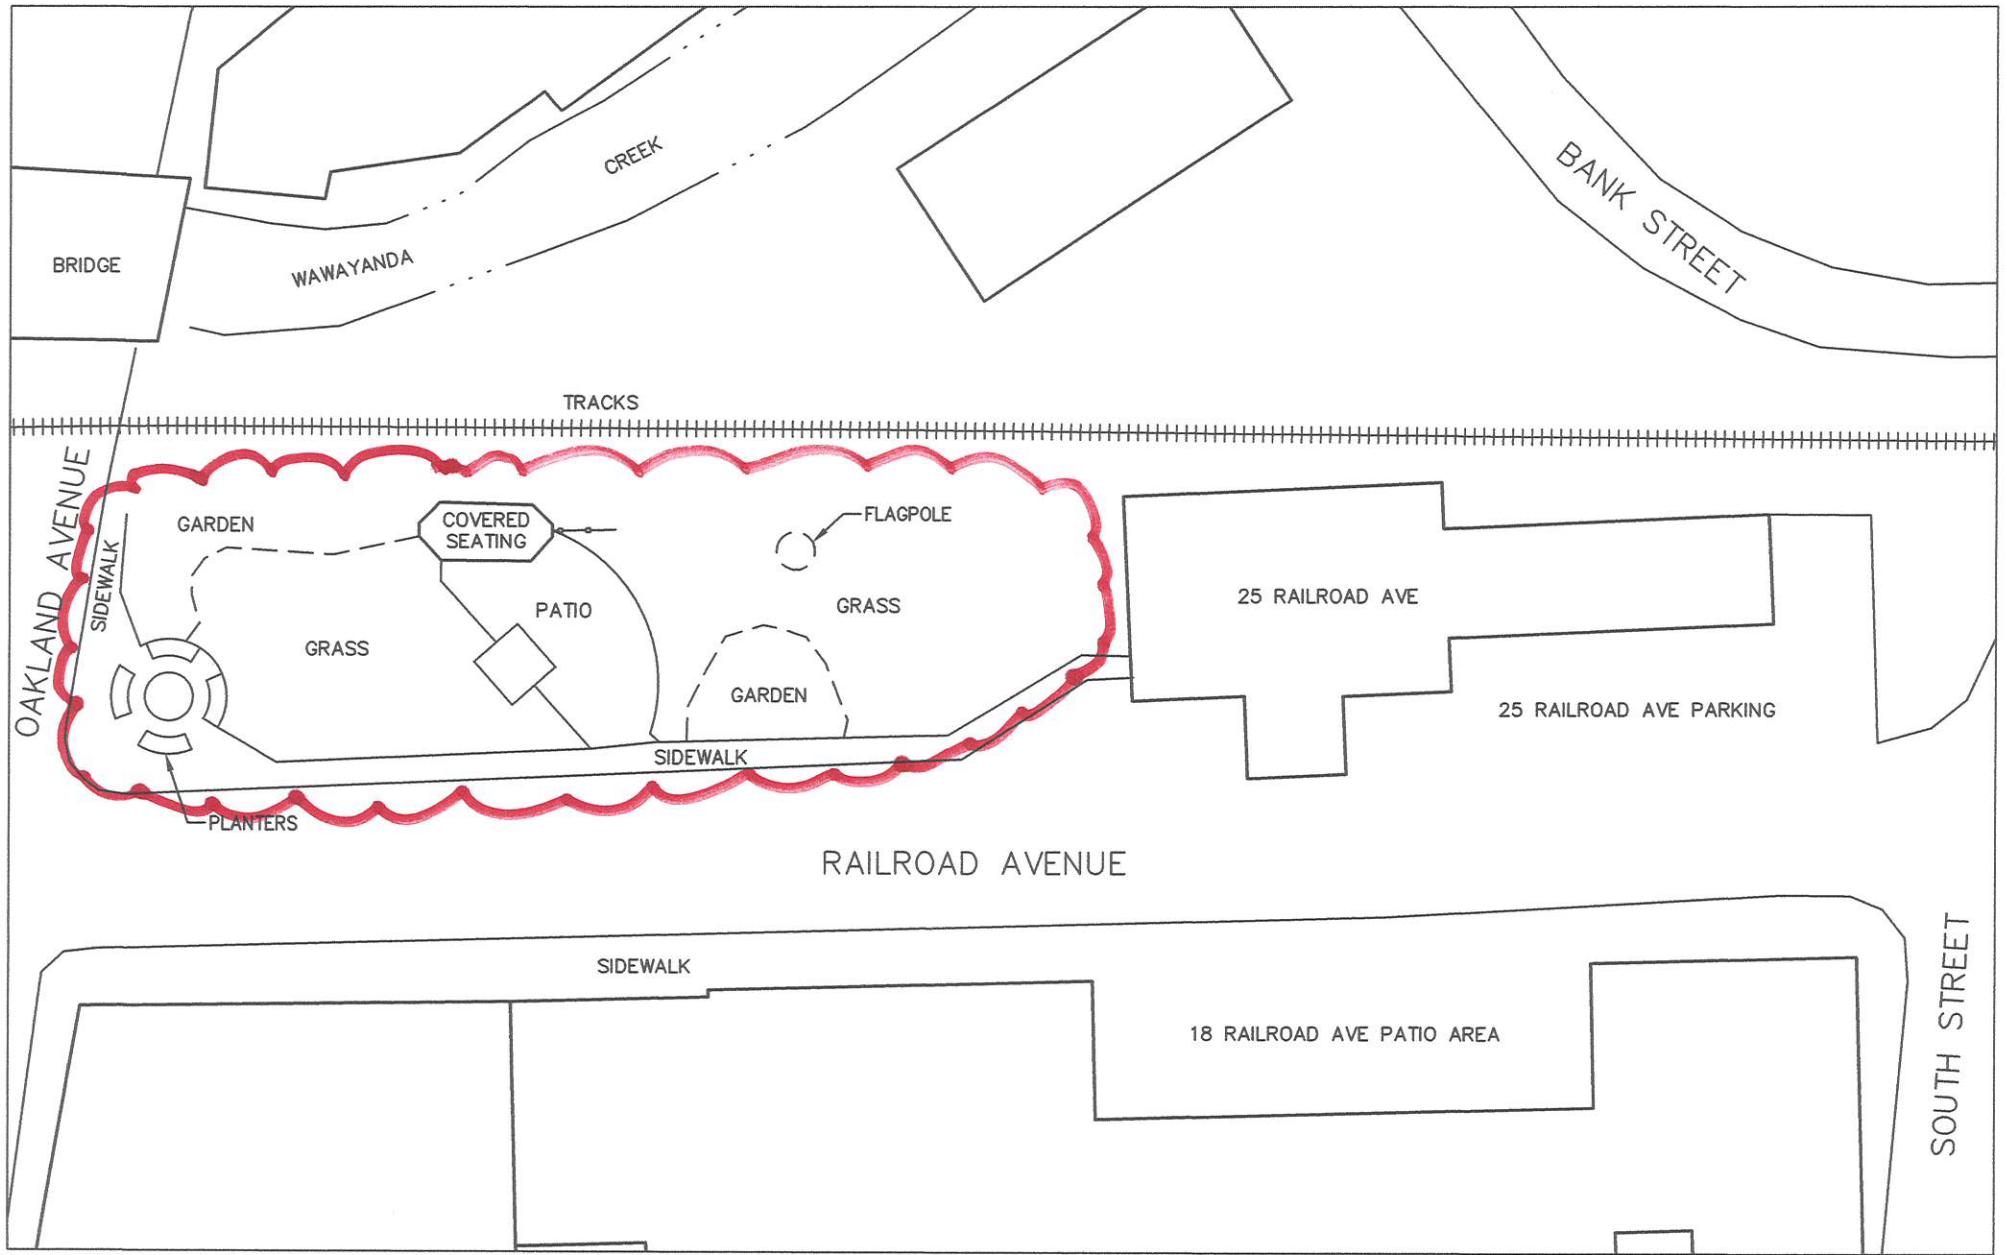 CREEK
BANK STREET
BRIDGE
WAWAYANDA
TRACKS
OAKLAND AVENUE
SIDEWALK
GARDEN
COVERED
SEATING
FLAGPOLE
PATIO
GRASS
GRASS
GARDEN
25 RAILROAD AVE
25 RAILROAD AVE PARKING
SIDEWALK
PLANTERS
RAILROAD AVENUE
SIDEWALK
18 RAILROAD AVE PATIO AREA
SOUTH STREET